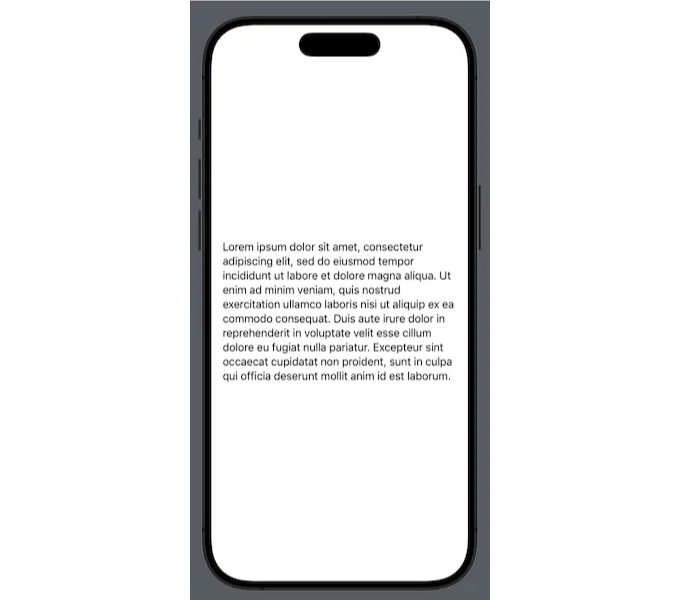 Lorem ipsum dolor sit amet, consectetur
adipiscing elit, sed do eiusmod tempor
incididunt ut labore et dolore magna aliqua. Ut
enim ad minim veniam, quis nostrud
exercitation ullamco laboris nisi ut aliquip ex ea
commodo consequat. Duis aute irure dolor in
reprehenderit in voluptate velit esse cillum
dolore eu fugiat nulla pariatur. Excepteur sint
occaecat cupidatat non proident, sunt in culpa
qui officia deserunt mollit anim id est laborum.